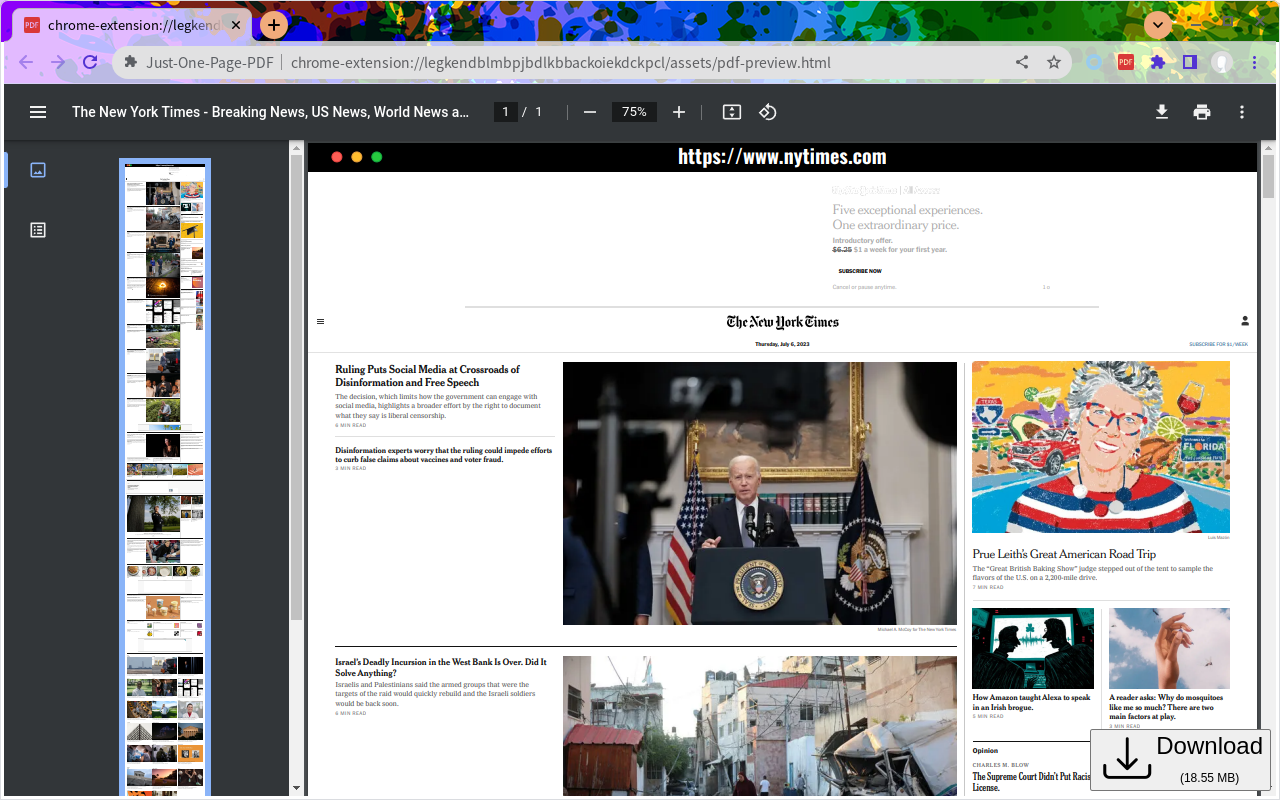 PDF chrome-extension://legkend
Just-One-Page-PDF chrome-extension://legkendblmbpjbdlkbbackoiekdckpcl/assets/pdf-preview.html PDF
The New York Times - Breaking News, US News, World News a... 1 / 1 75%
https://www.nytimes.com
Five exceptional experiences.
One extraordinary price.
Introductory offer.
$6.25 $1 a week for your first year.
SUBSCRIBE NOW
Cancel or pause anytime.
The New York Times
Thursday, July 6, 2023
SUBSCRIBE FOR $1/WEEK
Ruling Puts Social Media at Crossroads of
Disinformation and Free Speech
The decision, which limits how the government can engage with
social media, highlights a broader effort by the right to document
what they say is liberal censorship.
6 MIN READ
Disinformation experts worry that the ruling could impede efforts
to curb false claims about vaccines and voter fraud.
5 MIN READ
Michael A. McCoy for The New York Times
Israel's Deadly Incursion in the West Bank Is Over. Did It
Solve Anything?
Israelis and Palestinians said the armed groups that were the
targets of the raid would quickly rebuild and the Israeli soldiers
would be back soon.
6 MIN READ
TEXAS
FLORIDA
Prue Leith's Great American Road Trip
The "Great British Baking Show" judge stepped out of the tent to sample the
flavors of the U.S. on a 2,200-mile drive.
7 MIN READ
How Amazon taught Alexa to speak
in an Irish brogue.
5 MIN READ
A reader asks: Why do mosquitoes
like me so much? There are two
main factors at play.
3 MIN READ
Opinion
CHARLES M. BLOW
The Supreme Court Didn't Put Racis
License.
Download
(18.55 MB)